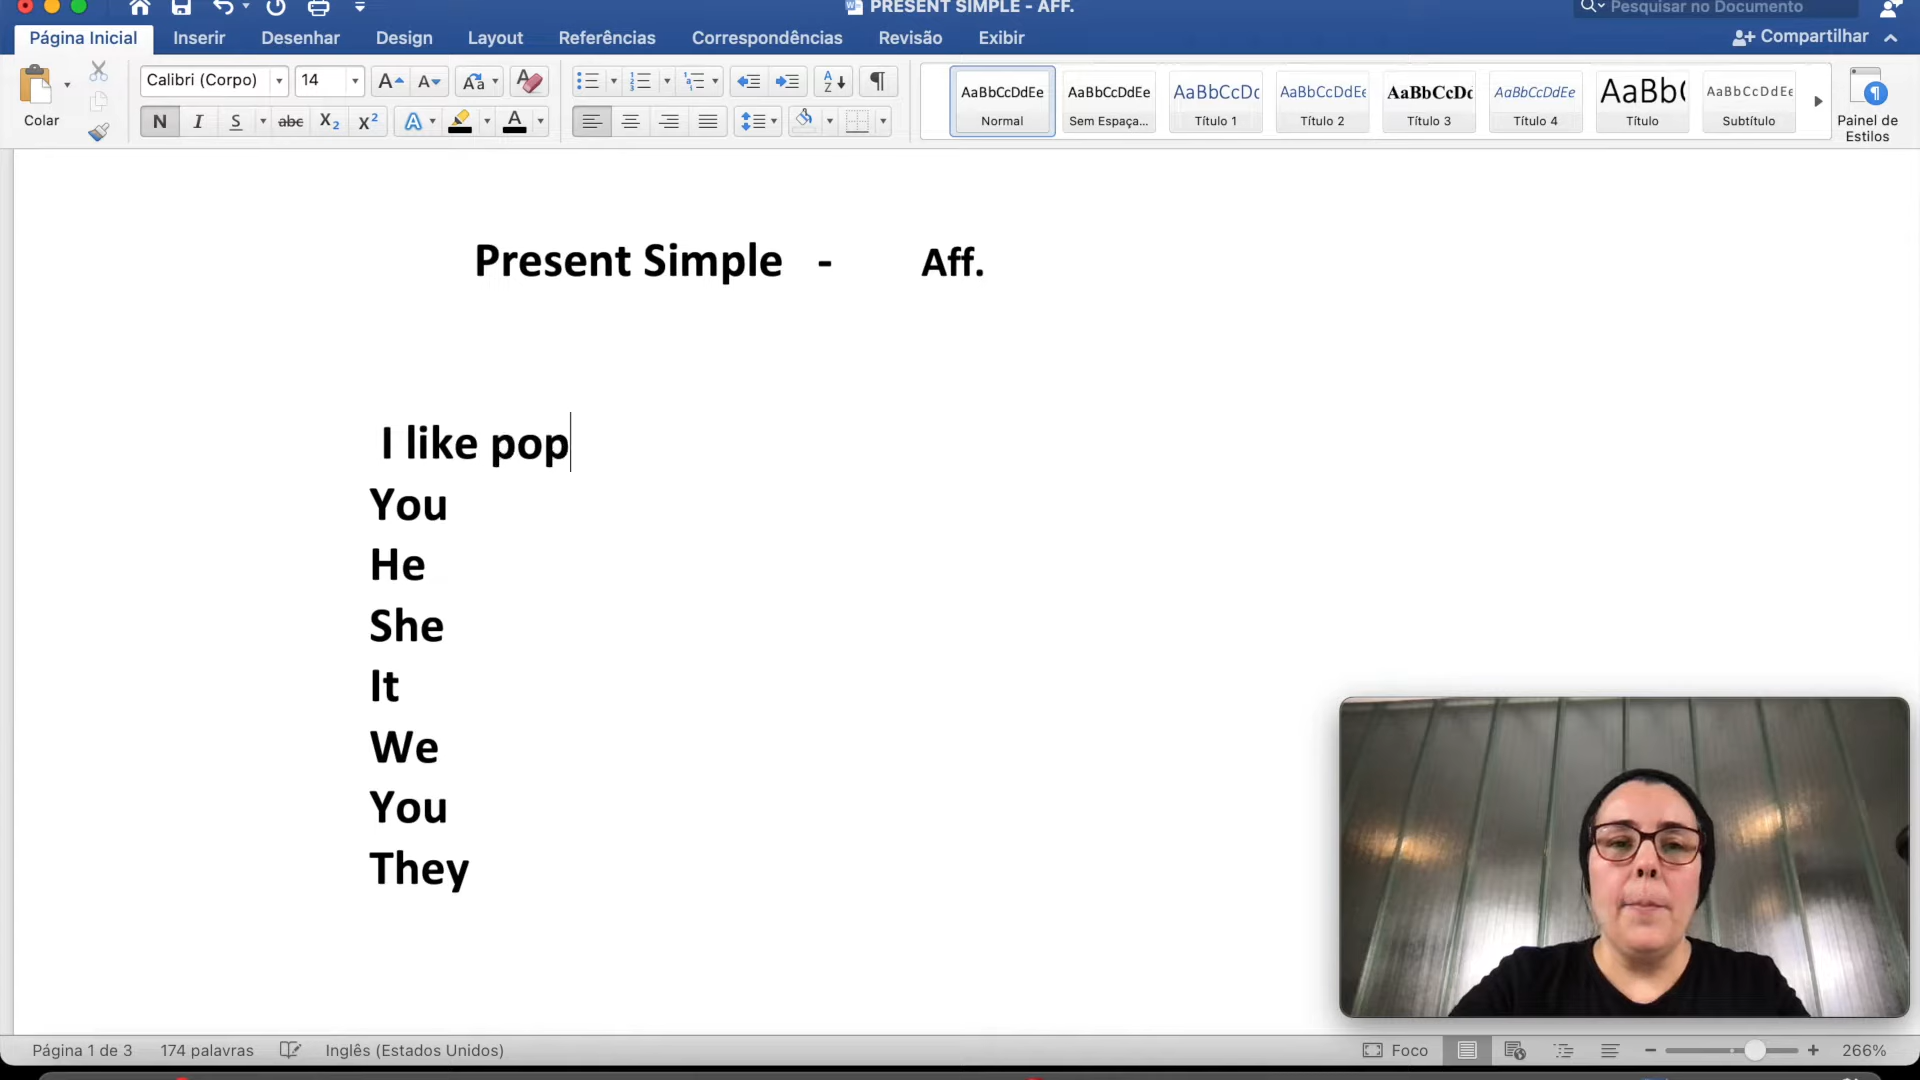 PRESENT SIMPLE - AFF.
Pesquisar no Documento
Página Inicial
Inserir
Desenhar
Design
Layout
Referências
Correspondências
Revisão
Exibir
Compartilhar
Colar
Calibri (Corpo)
14
N
I
S
abc
AaBbCcDdEe
Normal
AaBbCcDdEe
Sem Espaça...
AaBbCcDc
Título 1
AaBbCcDdEe
Título 2
AaBbCcDc
Título 3
AaBbCcDdEe
Título 4
AaBb(
Título
AaBbCcDdEe
Subtítulo
Painel de
Estilos
Present Simple - Aff.
I like pop
You
He
She
It
We
You
They
Página 1 de 3
174 palavras
Inglês (Estados Unidos)
Foco
266%